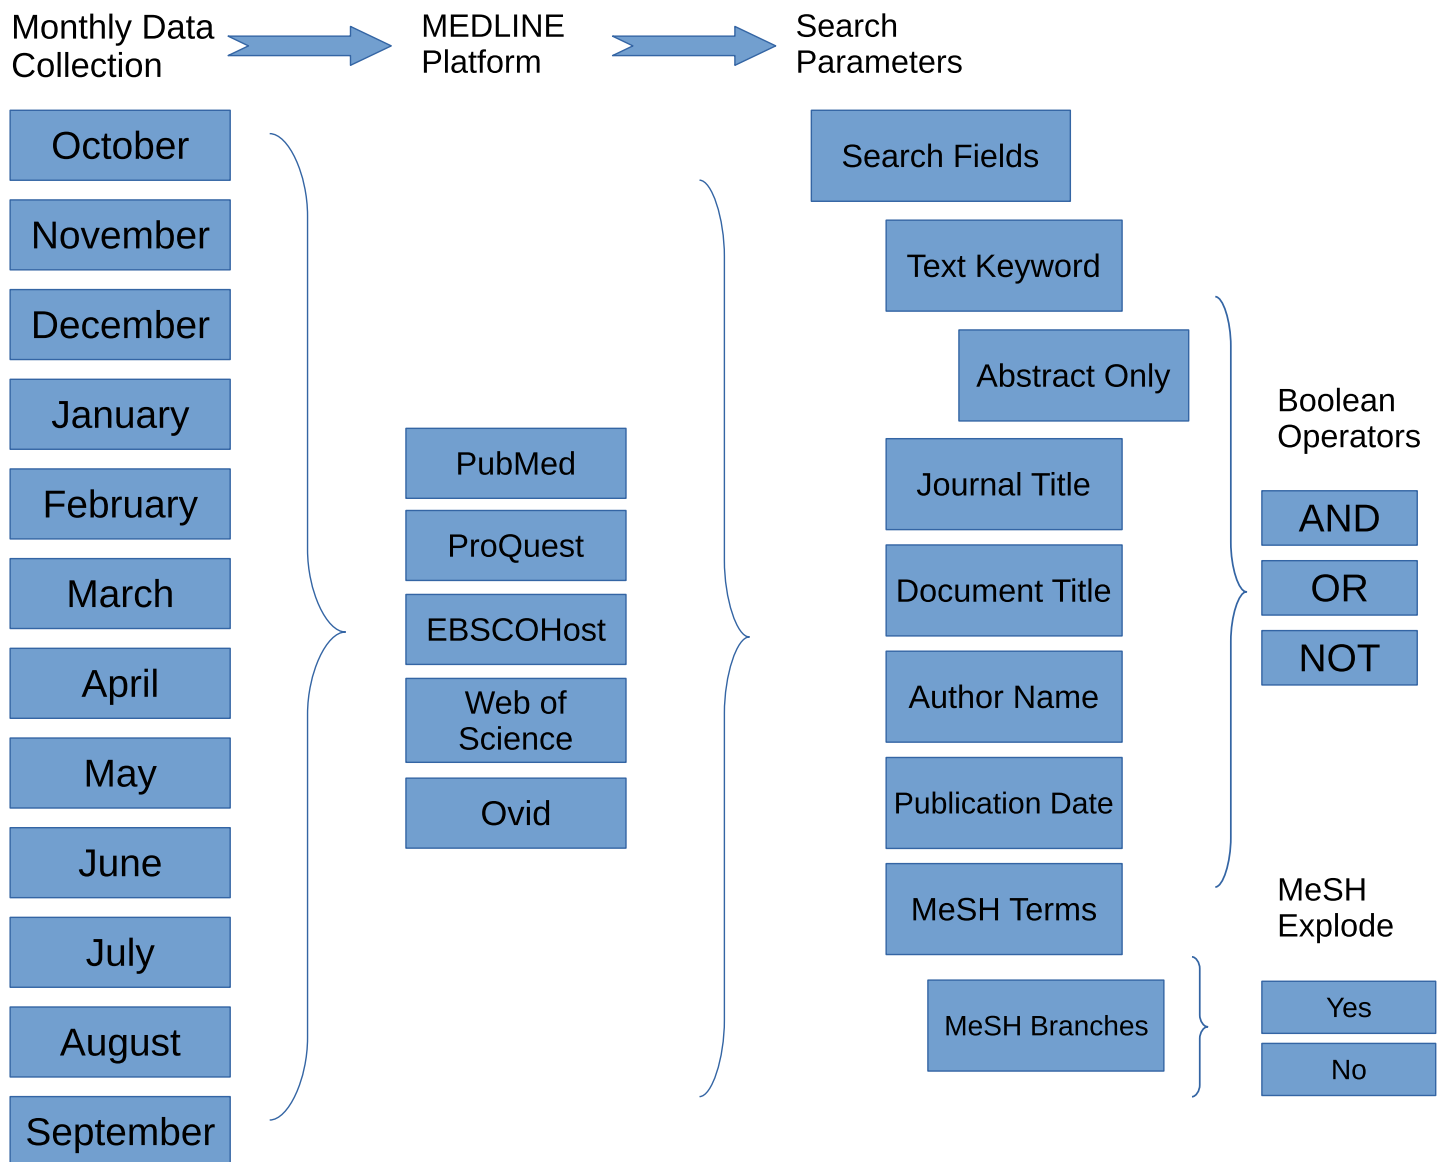 Monthly Data
Collection
MEDLINE
Platform
Search
Parameters
October
November
December
January
February
March
April
May
June
July
August
September
PubMed
ProQuest
EBSCOHost
Web of
Science
Ovid
Search Fields
Text Keyword
Abstract Only
Journal Title
Document Title
Author Name
Publication Date
MeSH Terms
MeSH Branches
Boolean
Operators
AND
OR
NOT
MeSH
Explode
Yes
No